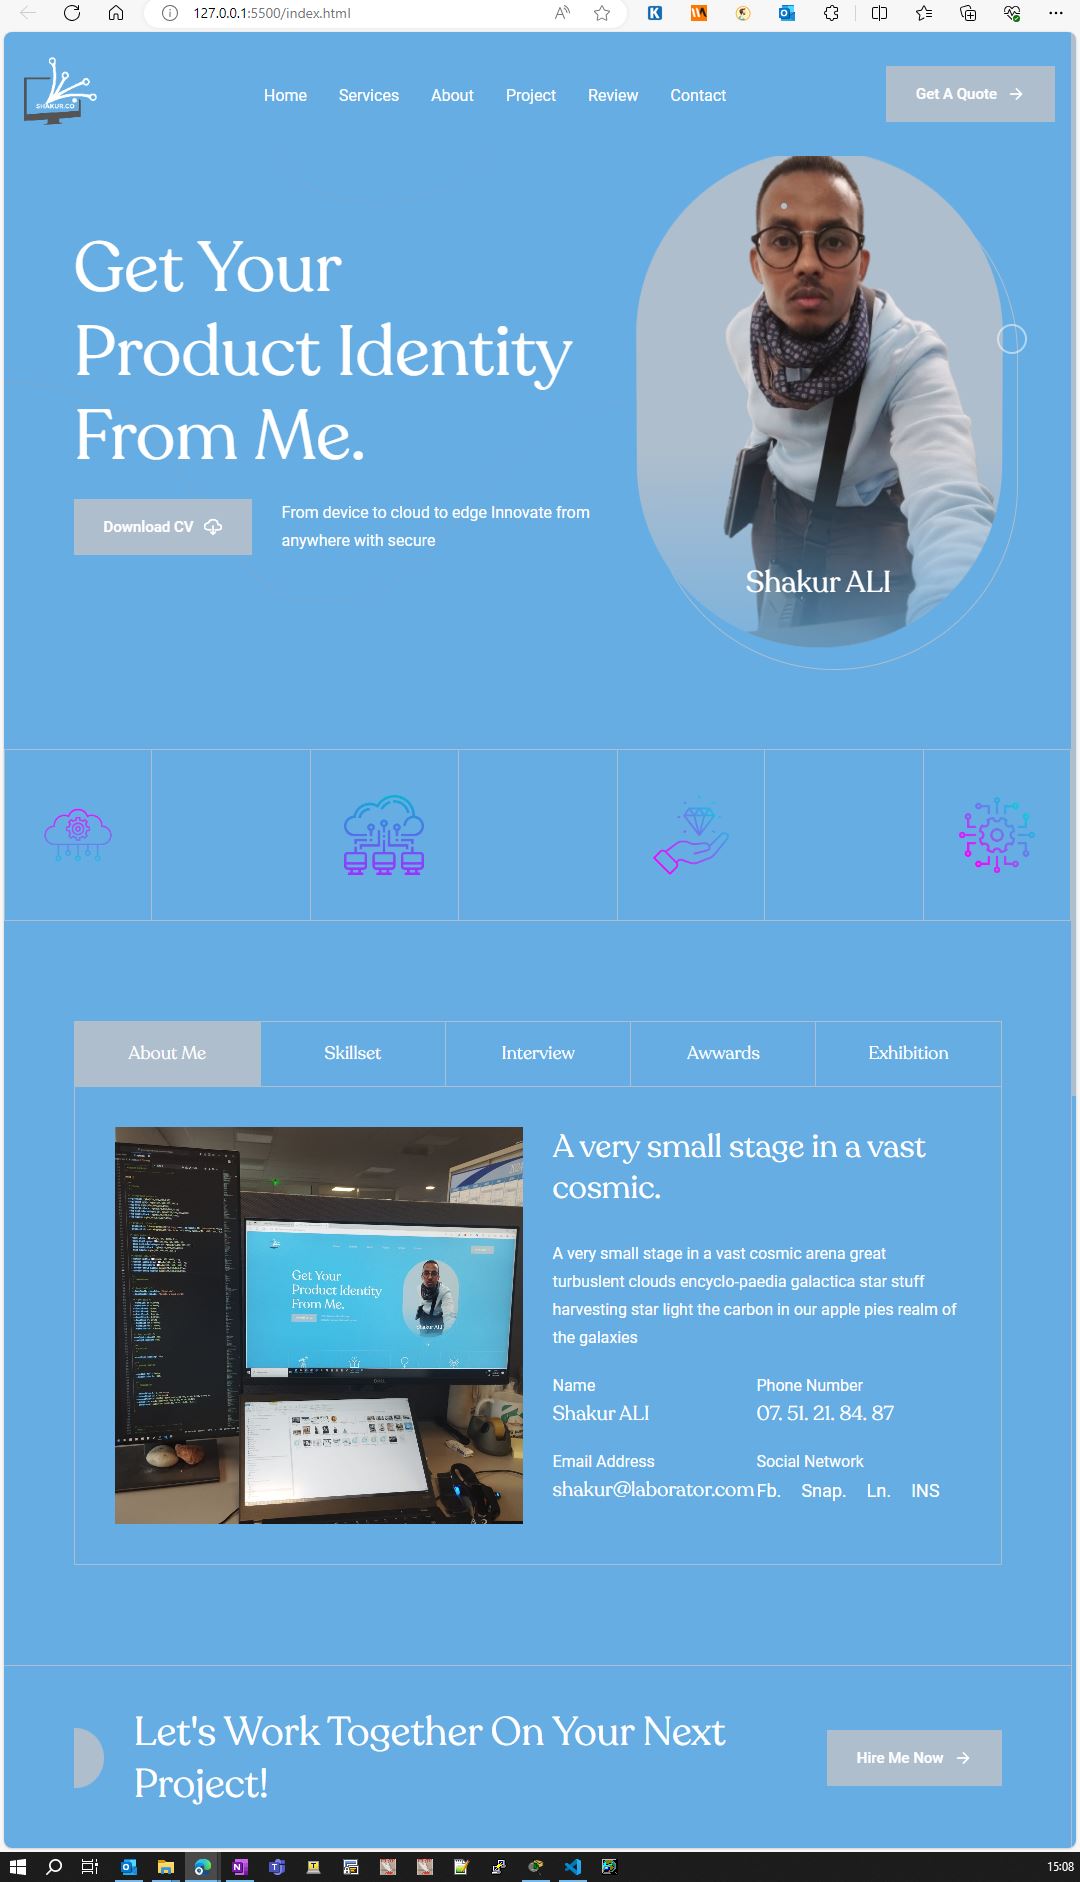 127.0.0.1:5500/index.html
SHAKUR.CO
Home Services About Project Review Contact
Get A Quote
Get Your
Product Identity
From Me.
Download CV
From device to cloud to edge Innovate from
anywhere with secure
Shakur ALI
About Me Skillset Interview Awwards Exhibition
Get Your
Product Identity
From Me.
Shakur ALI
DELL
A very small stage in a vast
cosmic.
A very small stage in a vast cosmic arena great
turbuslent clouds encyclo-paedia galactica star stuff
harvesting star light the carbon in our apple pies realm of
the galaxies
Name
Shakur ALI
Phone Number
07. 51. 21. 84. 87
Email Address
shakur@laborator.com
Social Network
Fb. Snap. Ln. INS
Let's Work Together On Your Next
Project!
Hire Me Now
15:08